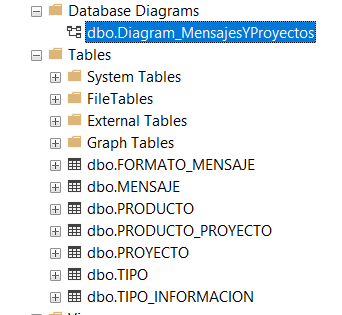 Database Diagrams
dbo.Diagram_MensajesYProyectos
Tables
System Tables
FileTables
External Tables
Graph Tables
dbo.FORMATO_MENSAJE
dbo.MENSAJE
dbo.PRODUCTO
dbo.PRODUCTO_PROYECTO
dbo.PROYECTO
dbo.TIPO
dbo.TIPO_INFORMACION